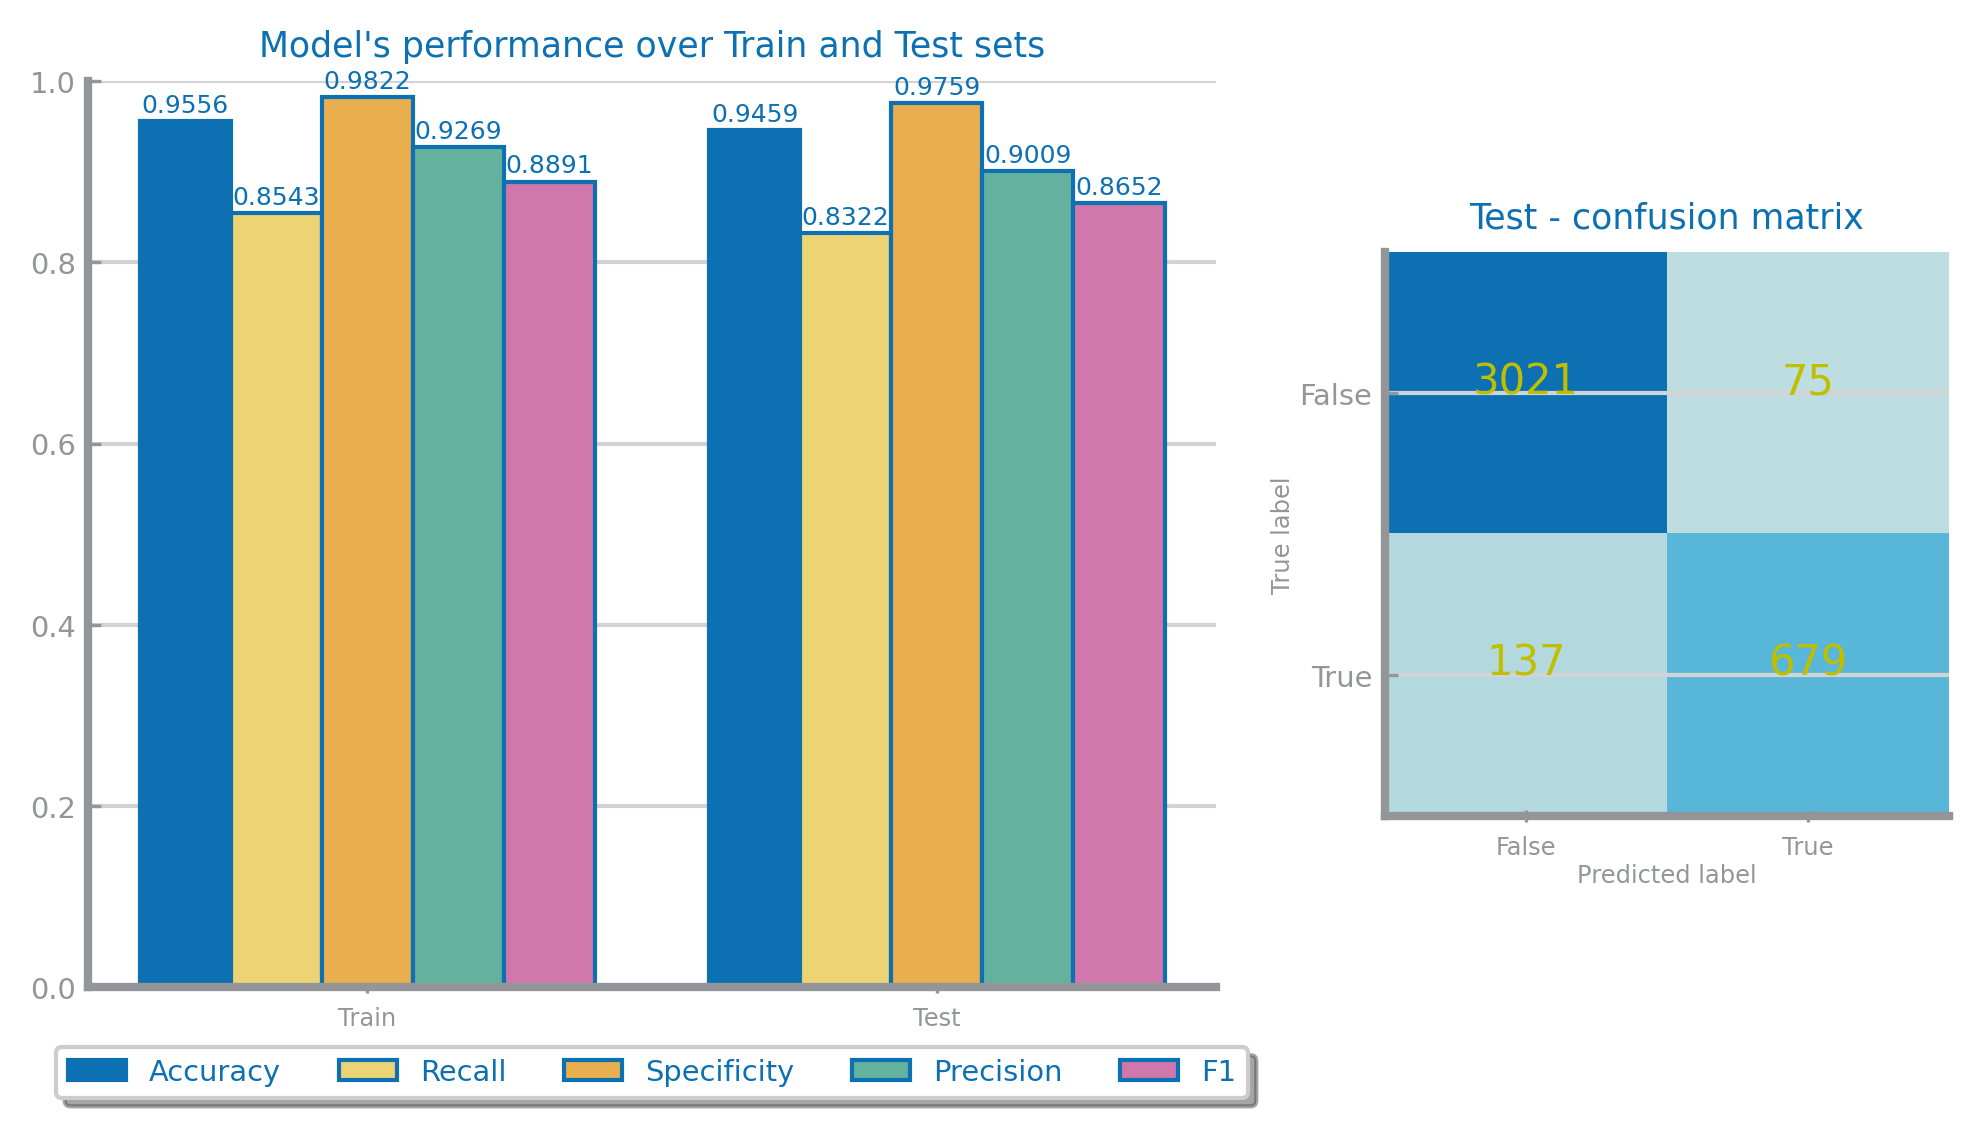 Model's performance over Train and Test sets
1.0
0.8
0.6
0.4
0.2
0.0
0.9556
0.8543
0.9822
0.9269
0.8891
0.9459
0.8322
0.9759
0.9009
0.8652
Train
Test
Accuracy
Recall
Specificity
Precision
F1
Test - confusion matrix
True label
False
3021
75
True
137
679
False
True
Predicted label